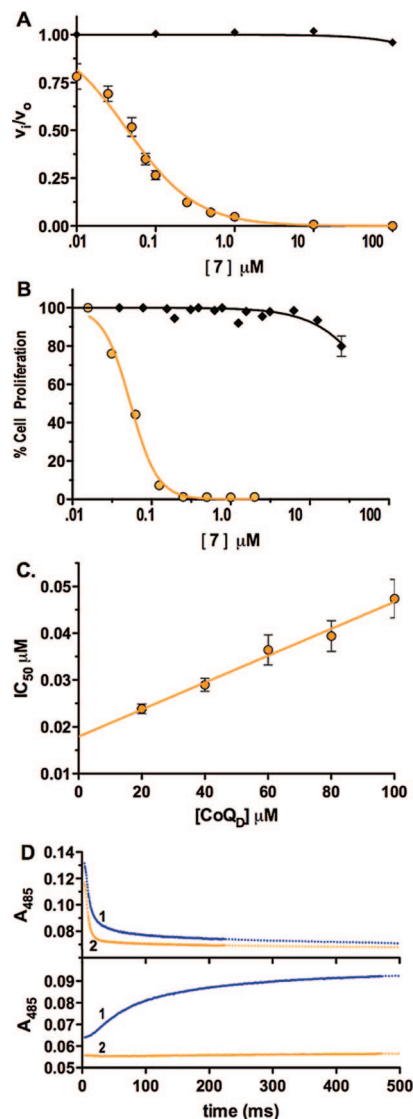 A
1.00
0.75
0.50
0.25
0.00
vᵢ/vₒ
.01 0.1 1.0 10 100
[ 7 ] μM
B
100
80
60
40
20
0
% Cell Proliferation
.01 0.1 1.0 10 100
[ 7 ] μM
C.
0.05
0.04
0.03
0.02
0.01
IC₅₀ μM
0 20 40 60 80 100
[CoQD] μM
D
0.14
0.12
0.10
0.08
A₄₈₅
1
2
0.09
0.08
0.07
0.06
0.05
A₄₈₅
1
2
0 100 200 300 400 500
time (ms)